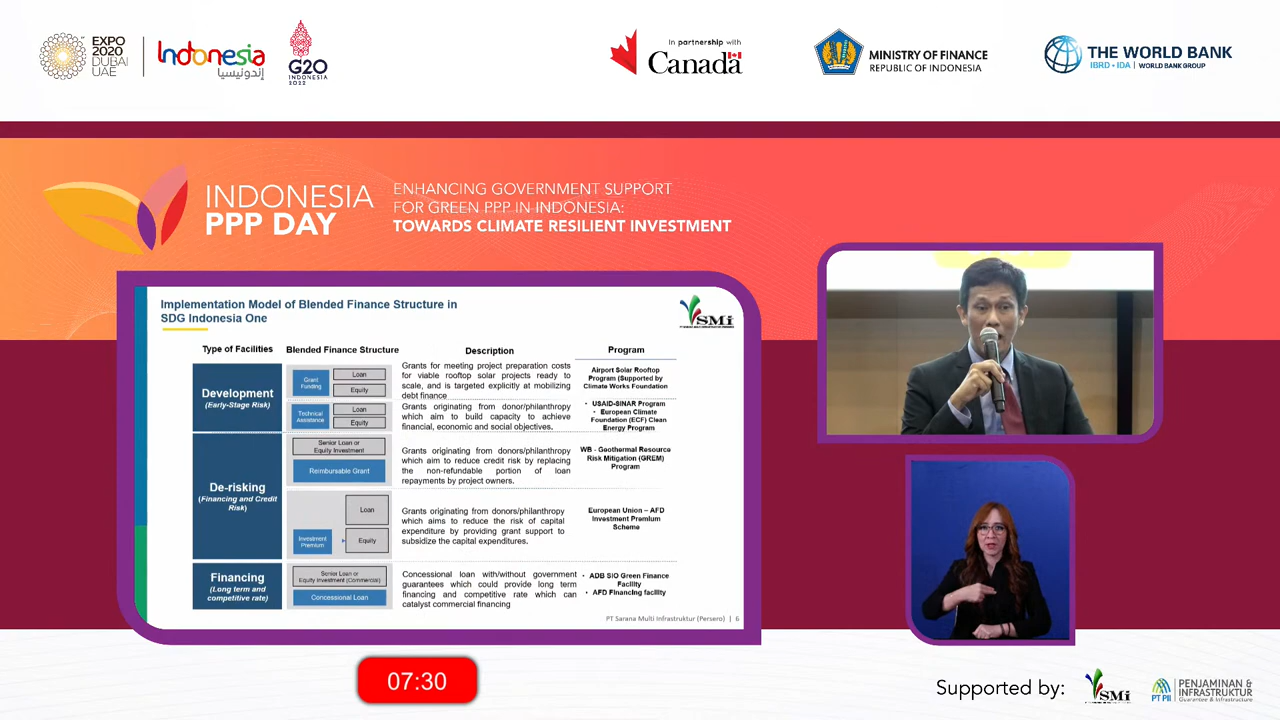 EXPO
2020
DUBAI
UAE
Indonesia
إندونيسيا
G20
INDONESIA
2022
In partnership with
Canada
MINISTRY OF FINANCE
REPUBLIC OF INDONESIA
THE WORLD BANK
IBRD • IDA | WORLD BANK GROUP
INDONESIA
PPP DAY
ENHANCING GOVERNMENT SUPPORT
FOR GREEN PPP IN INDONESIA:
TOWARDS CLIMATE RESILIENT INVESTMENT
Implementation Model of Blended Finance Structure in
SDG Indonesia One
SMi
Type of Facilities
Blended Finance Structure
Description
Program
Development
(Early-Stage Risk)
Grant
Funding
Loan
Equity
Grants for meeting project preparation costs
for viable rooftop solar projects ready to
scale, and is targeted explicitly at mobilizing
debt finance
Airport Solar Rooftop
Program (Supported by
Climate Works Foundation
Technical
Assistance
Loan
Equity
Grants originating from donor/philanthropy
which aim to build capacity to achieve
financial, economic and social objectives.
• USAID-SINAR Program
• European Climate
Foundation (ECF) Clean
Energy Program
De-risking
(Financing and Credit
Risk)
Senior Loan or
Equity Investment
Reimbursable Grant
Grants originating from donors/philanthropy
which aim to reduce credit risk by replacing
the non-refundable portion of loan
repayments by project owners.
WB - Geothermal Resource
Risk Mitigation (GREM)
Program
Loan
Investment
Premium
Equity
Grants originating from donors/philanthropy
which aims to reduce the risk of capital
expenditure by providing grant support to
subsidize the capital expenditures.
European Union – AFD
Investment Premium
Scheme
Financing
(Long term and
competitive rate)
Senior Loan or
Equity Investment (Commercial)
Concessional Loan
Concessional loan with/without government
guarantees which could provide long term
financing and competitive rate which can
catalyst commercial financing
• ADB SIO Green Finance
Facility
• AFD Financing facility
PT Sarana Multi Infrastruktur (Persero) | 6
07:30
Supported by:
SMi
PT PII
PENJAMINAN &
INFRASTRUKTUR
Guarantee & Infrastructure